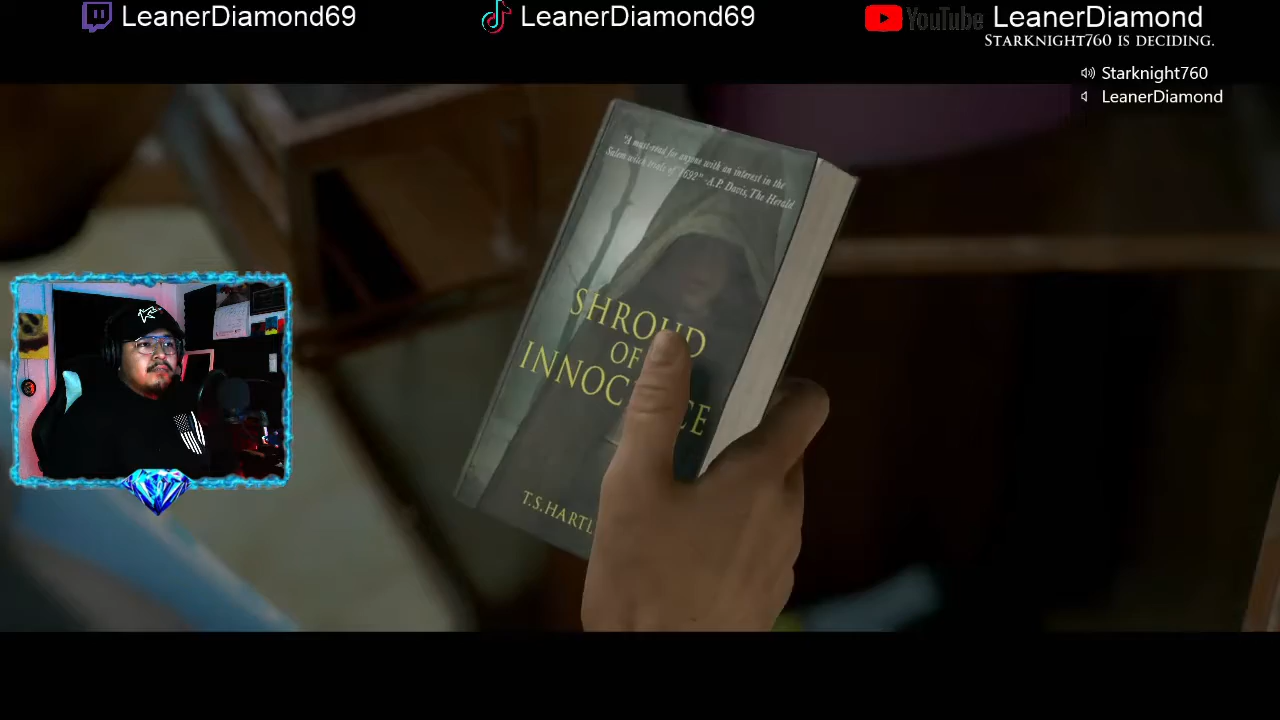 LeanerDiamond69
LeanerDiamond69
YouTube LeanerDiamond
STARKNIGHT760 IS DECIDING.
Starknight760
LeanerDiamond
"A must-read for anyone with an interest in the
Salem witch trials of 1692" -A.P. Davis, The Herald
SHROUD
OF
INNOC CE
T.S.HARTL